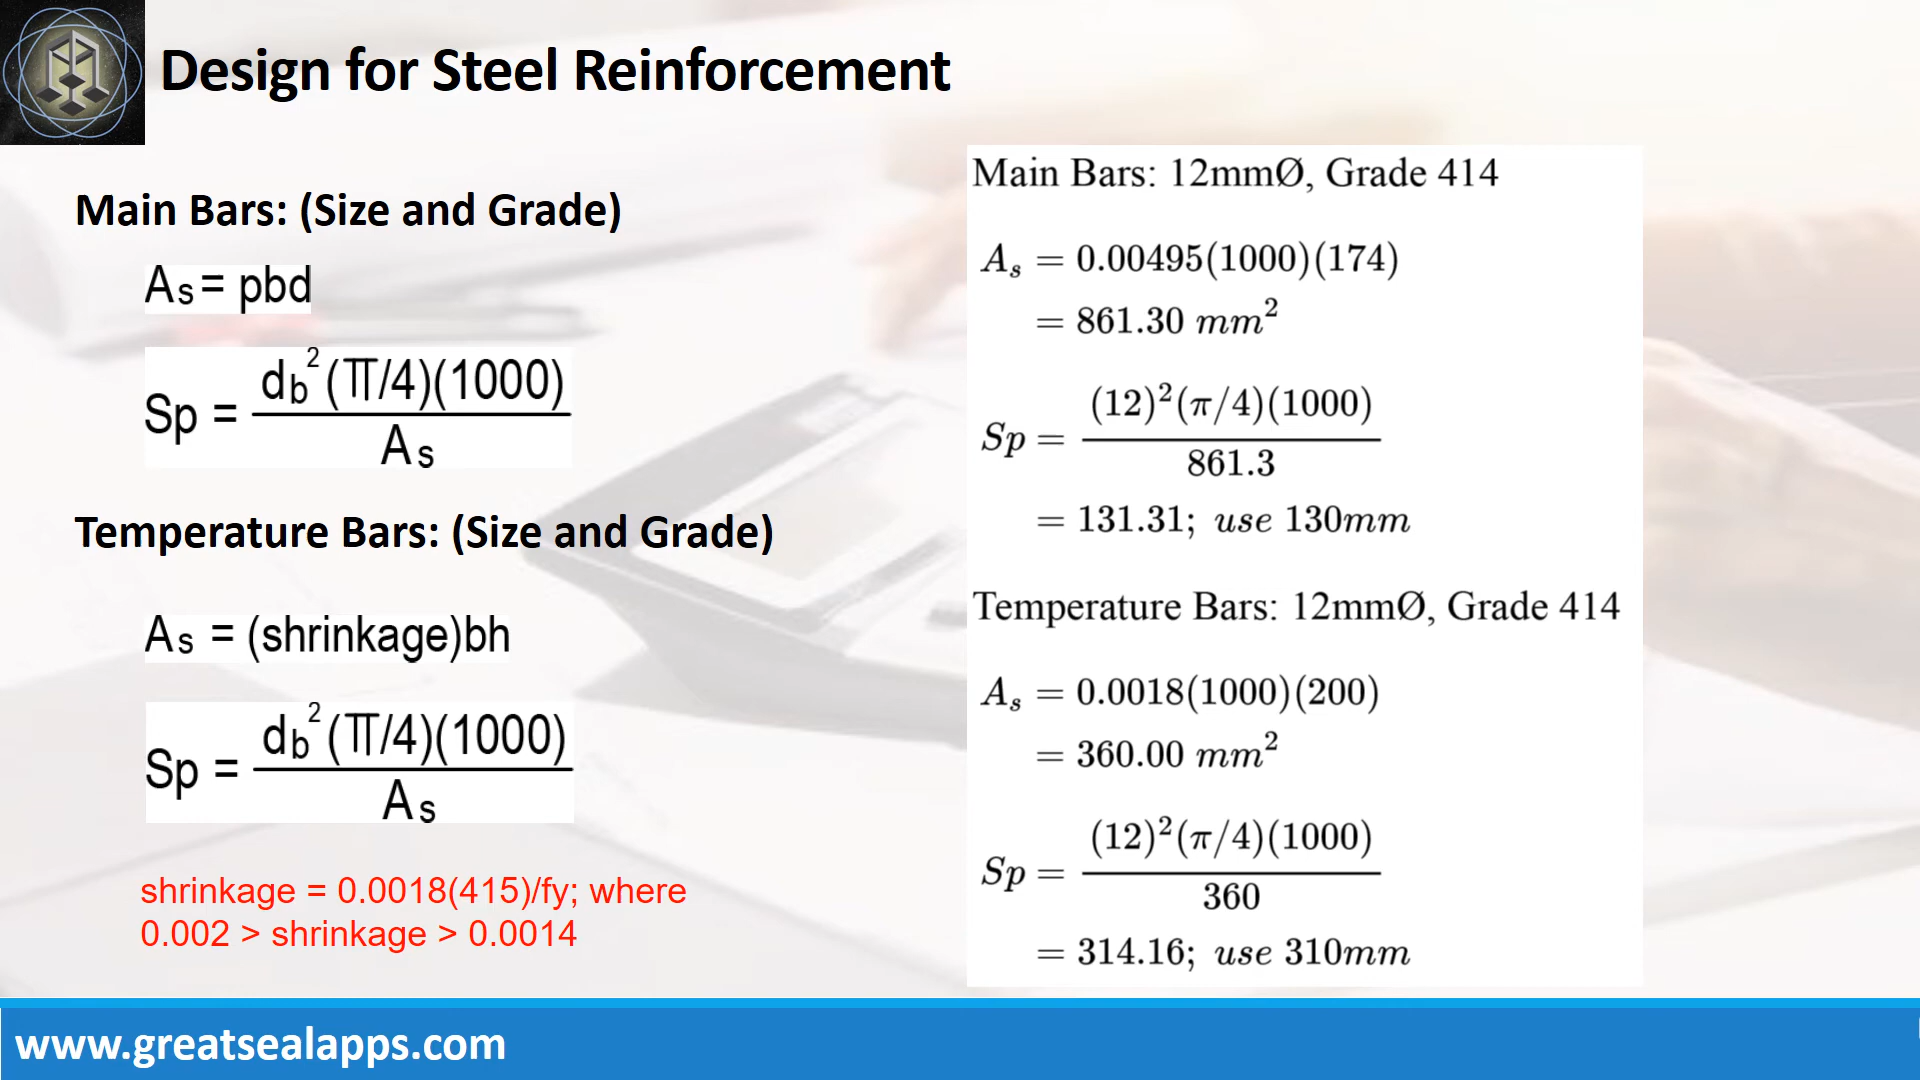 Design for Steel Reinforcement
Main Bars: (Size and Grade)
As = pbd
Sp = db²(π/4)(1000) / As
Temperature Bars: (Size and Grade)
As = (shrinkage)bh
Sp = db²(π/4)(1000) / As
shrinkage = 0.0018(415)/fy; where
0.002 > shrinkage > 0.0014
Main Bars: 12mmØ, Grade 414
As = 0.00495(1000)(174)
= 861.30 mm²
Sp = (12)²(π/4)(1000) / 861.3
= 131.31; use 130mm
Temperature Bars: 12mmØ, Grade 414
As = 0.0018(1000)(200)
= 360.00 mm²
Sp = (12)²(π/4)(1000) / 360
= 314.16; use 310mm
www.greatsealapps.com